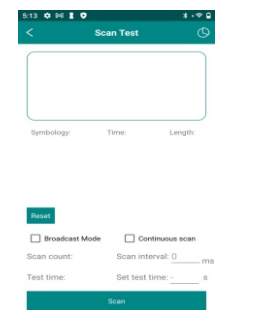 5:13
Scan Test
Symbology: Time: Length:
Reset
Broadcast Mode Continuous scan
Scan count: Scan interval: 0 ms
Test time: Set test time: - s
Scan